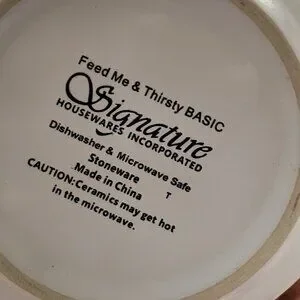 Feed Me & Thirsty BASIC
Signature
HOUSEWARES INCORPORATED
Dishwasher & Microwave Safe
Stoneware
Made in China T
CAUTION:Ceramics may get hot
in the microwave.